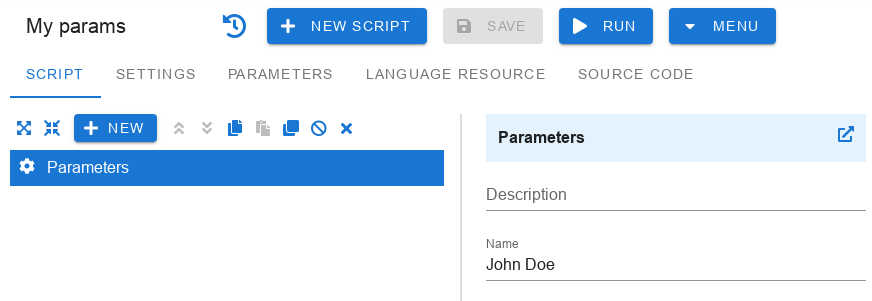 My params
NEW SCRIPT
SAVE
RUN
MENU
SCRIPT
SETTINGS
PARAMETERS
LANGUAGE RESOURCE
SOURCE CODE
NEW
Parameters
Parameters
Description
Name
John Doe